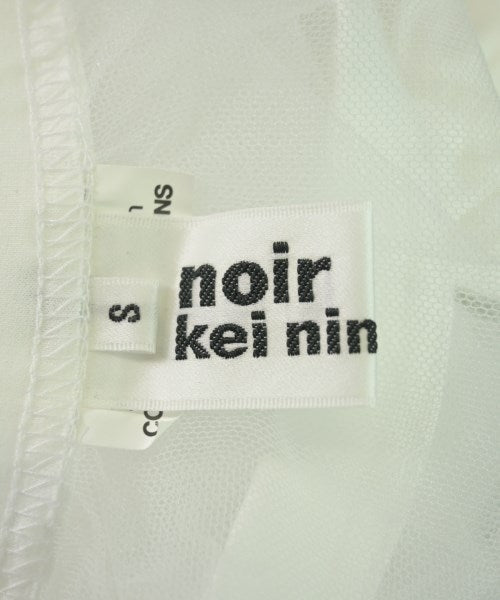 noir
kei nin
S